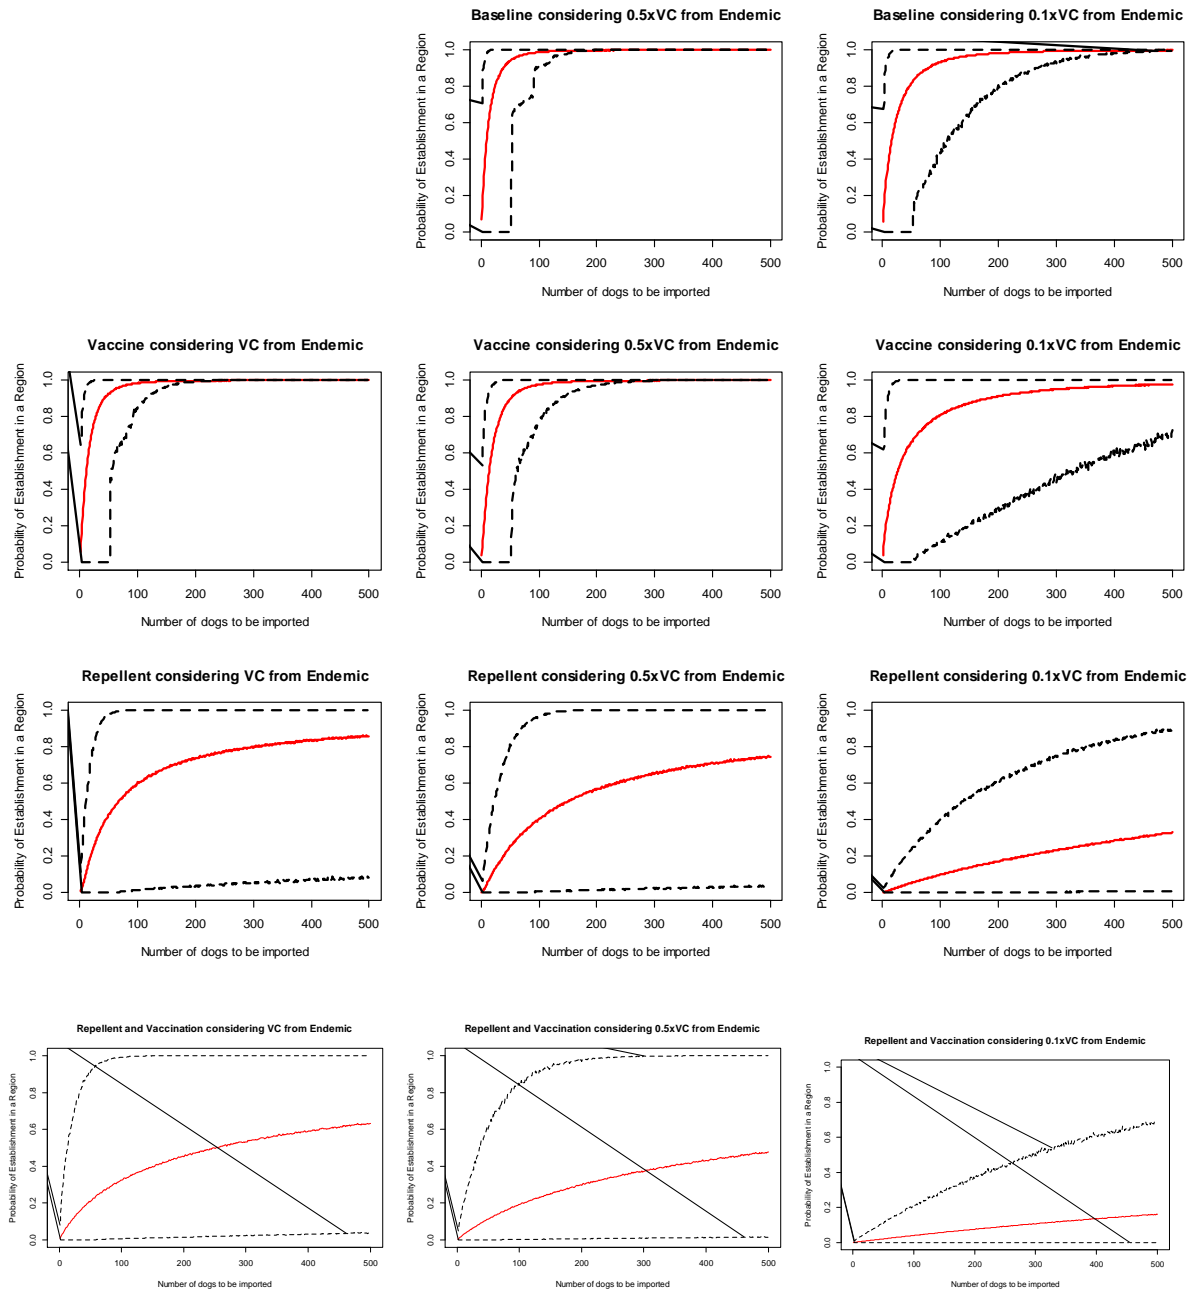 Baseline considering 0.5xVC from Endemic
Probability of Establishment in a Region
0.0 0.2 0.4 0.6 0.8 1.0
0 100 200 300 400 500
Number of dogs to be imported
Baseline considering 0.1xVC from Endemic
Probability of Establishment in a Region
0.0 0.2 0.4 0.6 0.8 1.0
0 100 200 300 400 500
Number of dogs to be imported
Vaccine considering VC from Endemic
Probability of Establishment in a Region
0.0 0.2 0.4 0.6 0.8 1.0
0 100 200 300 400 500
Number of dogs to be imported
Vaccine considering 0.5xVC from Endemic
Probability of Establishment in a Region
0.0 0.2 0.4 0.6 0.8 1.0
0 100 200 300 400 500
Number of dogs to be imported
Vaccine considering 0.1xVC from Endemic
Probability of Establishment in a Region
0.0 0.2 0.4 0.6 0.8 1.0
0 100 200 300 400 500
Number of dogs to be imported
Repellent considering VC from Endemic
Probability of Establishment in a Region
0.0 0.2 0.4 0.6 0.8 1.0
0 100 200 300 400 500
Number of dogs to be imported
Repellent considering 0.5xVC from Endemic
Probability of Establishment in a Region
0.0 0.2 0.4 0.6 0.8 1.0
0 100 200 300 400 500
Number of dogs to be imported
Repellent considering 0.1xVC from Endemic
Probability of Establishment in a Region
0.0 0.2 0.4 0.6 0.8 1.0
0 100 200 300 400 500
Number of dogs to be imported
Repellent and Vaccination considering VC from Endemic
Probability of Establishment in a Region
0.0 0.2 0.4 0.6 0.8 1.0
0 100 200 300 400 500
Number of dogs to be imported
Repellent and Vaccination considering 0.5xVC from Endemic
Probability of Establishment in a Region
0.0 0.2 0.4 0.6 0.8 1.0
0 100 200 300 400 500
Number of dogs to be imported
Repellent and Vaccination considering 0.1xVC from Endemic
Probability of Establishment in a Region
0.0 0.2 0.4 0.6 0.8 1.0
0 100 200 300 400 500
Number of dogs to be imported